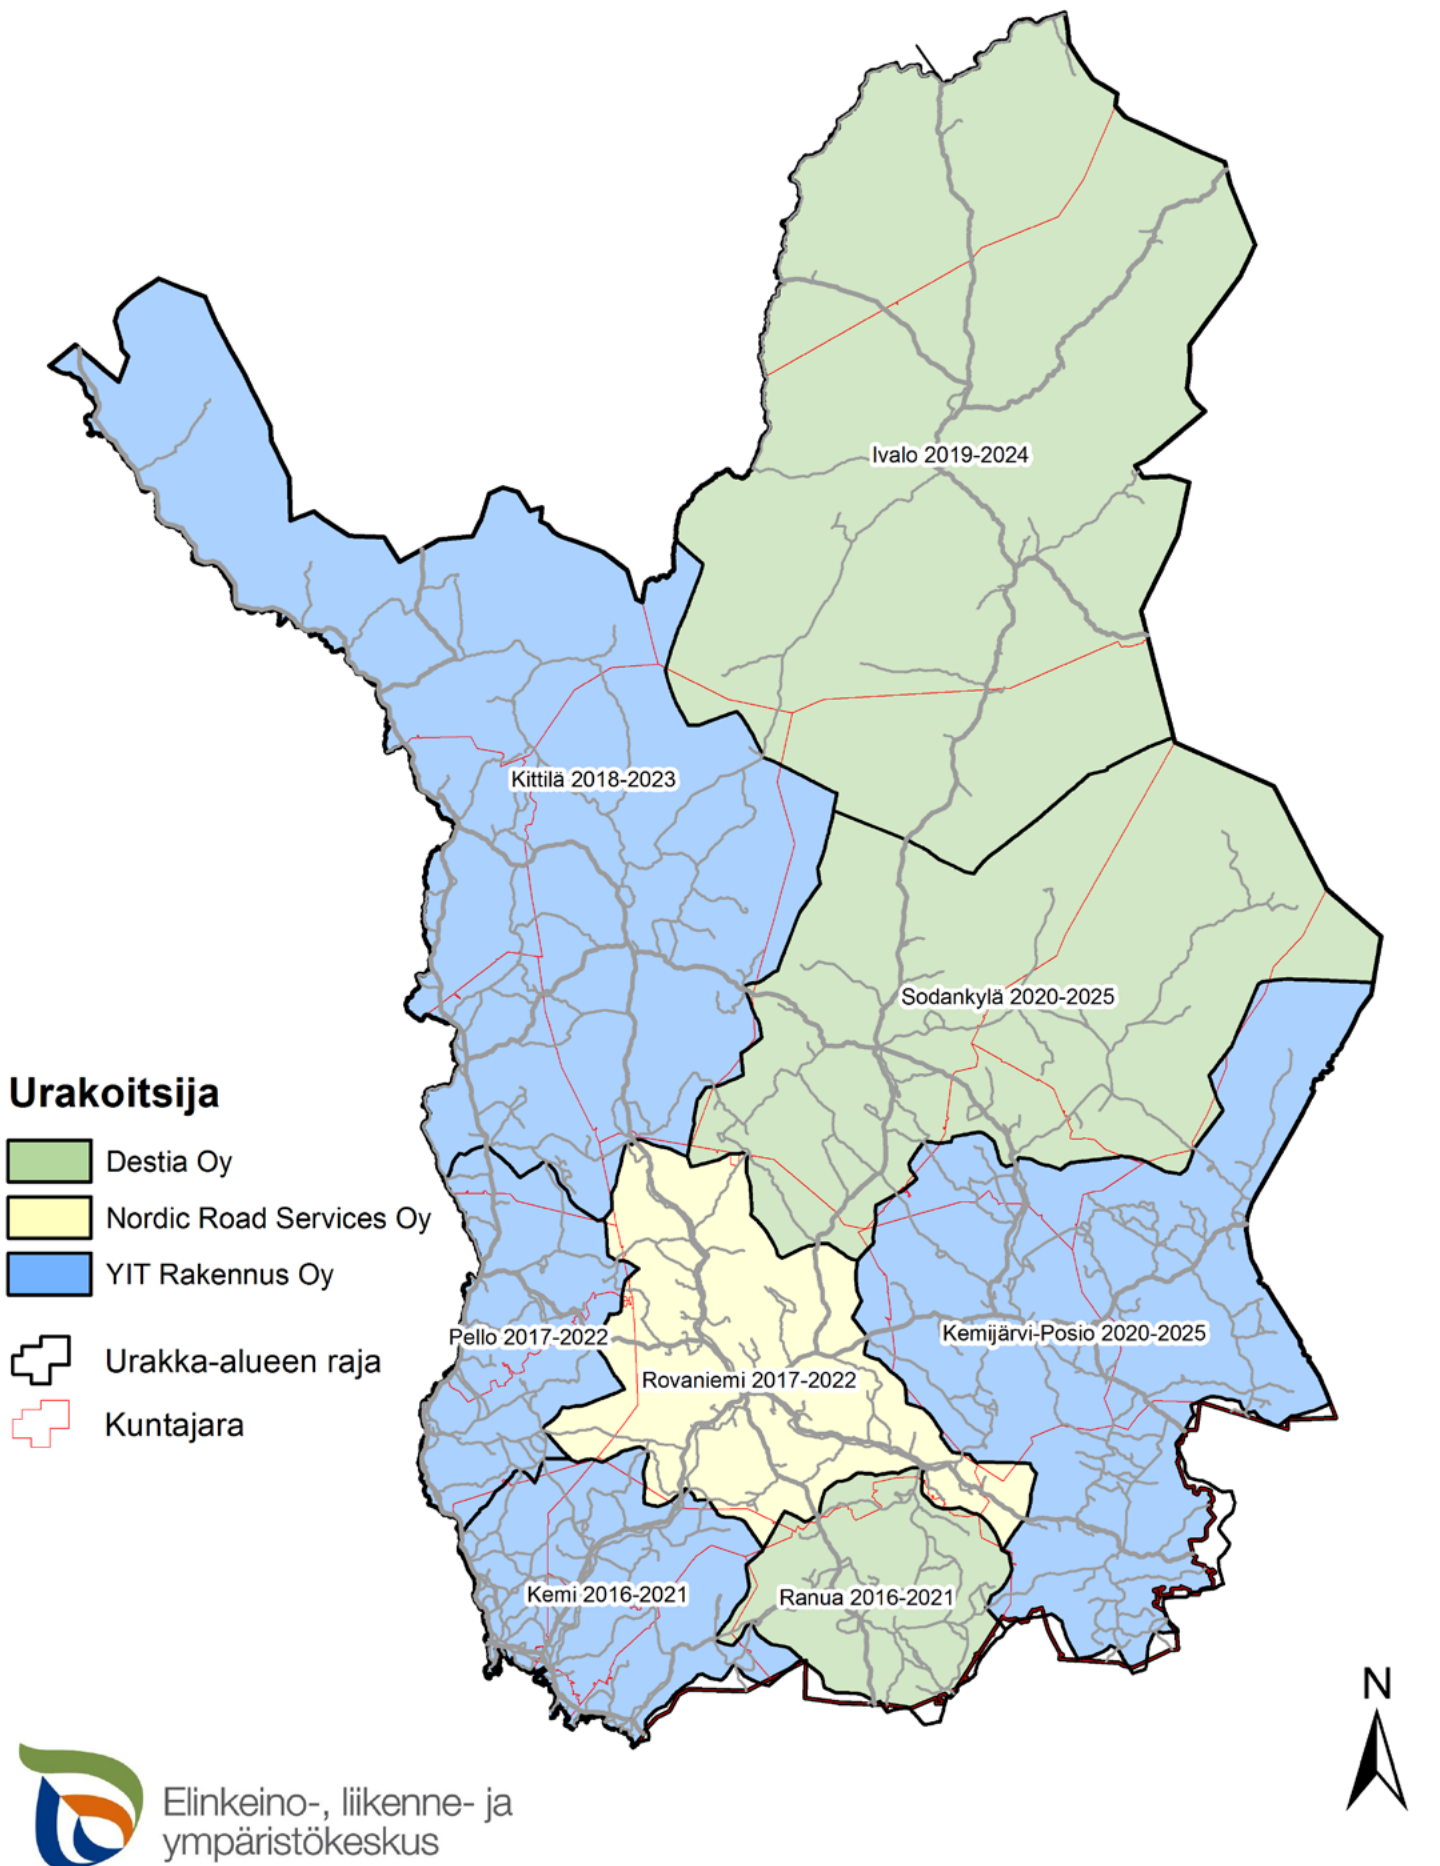 Ivalo 2019-2024
Kittilä 2018-2023
Sodankylä 2020-2025
Urakoitsija
Destia Oy
Nordic Road Services Oy
YIT Rakennus Oy
Urakka-alueen raja
Kuntajara
Pello 2017-2022
Kemijärvi-Posio 2020-2025
Rovaniemi 2017-2022
Kemi 2016-2021
Ranua 2016-2021
N
Elinkeino-, liikenne- ja
ympäristökeskus